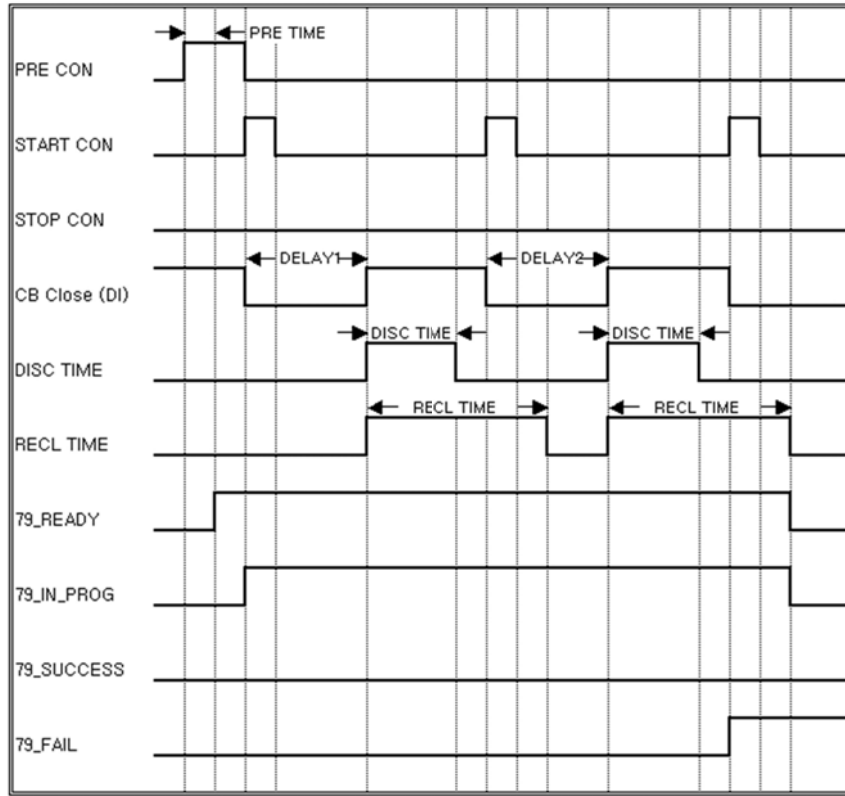 PRE TIME
PRE CON
START CON
STOP CON
DELAY1 DELAY2
CB Close (DI)
DISC TIME DISC TIME
DISC TIME
RECL TIME RECL TIME
RECL TIME
79_READY
79_IN_PROG
79_SUCCESS
79_FAIL